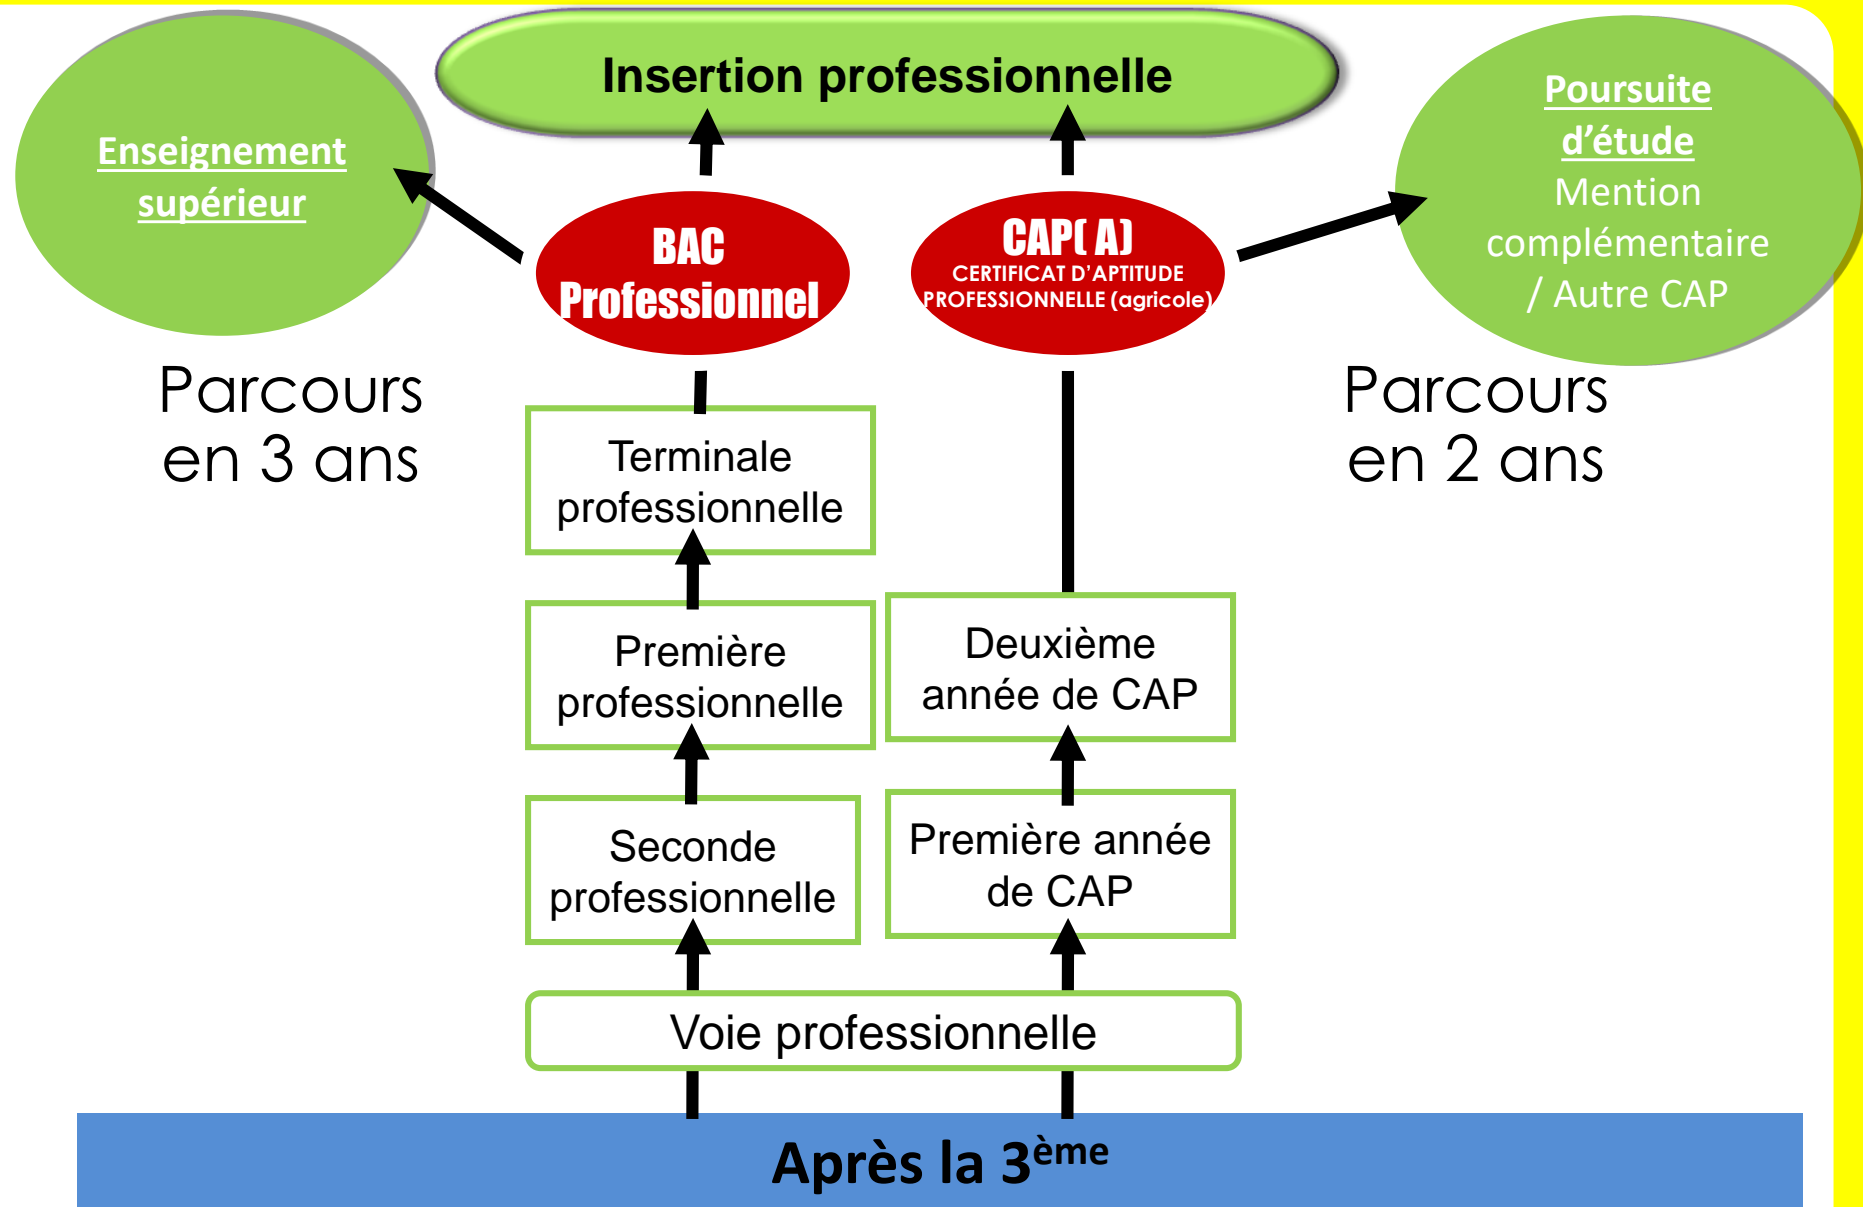 Insertion professionnelle
Enseignement
supérieur
Poursuite
d’étude
Mention
complémentaire
/ Autre CAP
BAC
Professionnel
CAP( A)
CERTIFICAT D’APTITUDE
PROFESSIONNELLE (agricole)
Parcours
en 3 ans
Parcours
en 2 ans
Terminale
professionnelle
Première
professionnelle
Deuxième
année de CAP
Seconde
professionnelle
Première année
de CAP
Voie professionnelle
Après la 3ème